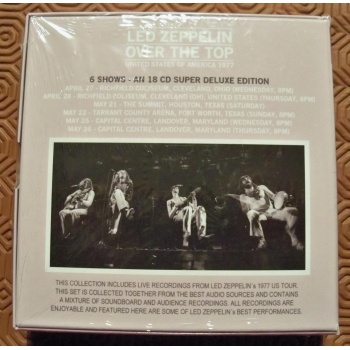 LED ZEPPELIN
OVER THE TOP
UNITED STATES OF AMERICA 1977
6 SHOWS - AN 18 CD SUPER DELUXE EDITION
APRIL 27 - RICHFIELD COLISEUM, CLEVELAND, OHIO (WEDNESDAY, 8PM)
APRIL 28 - RICHFIELD COLISEUM, CLEVELAND, OHIO, UNITED STATES (THURSDAY, 8PM)
MAY 21 - THE SUMMIT, HOUSTON, TEXAS (SATURDAY)
MAY 22 - TARRANT COUNTY ARENA, FORT WORTH, TEXAS (SUNDAY, 8PM)
MAY 25 - CAPITAL CENTRE, LANDOVER, MARYLAND (WEDNESDAY, 8PM)
MAY 26 - CAPITAL CENTRE, LANDOVER, MARYLAND (THURSDAY, 8PM)
THIS COLLECTION INCLUDES LIVE RECORDINGS FROM LED ZEPPELIN´s 1977 US TOUR.
THIS SET IS COLLECTED TOGETHER FROM THE BEST AUDIO SOURCES AND CONTAINS
A MIXTURE OF SOUNDBOARD AND AUDIENCE RECORDINGS. ALL RECORDINGS ARE
ENJOYABLE AND FEATURED HERE ARE SOME OF LED ZEPPELIN´s BEST PERFORMANCES.